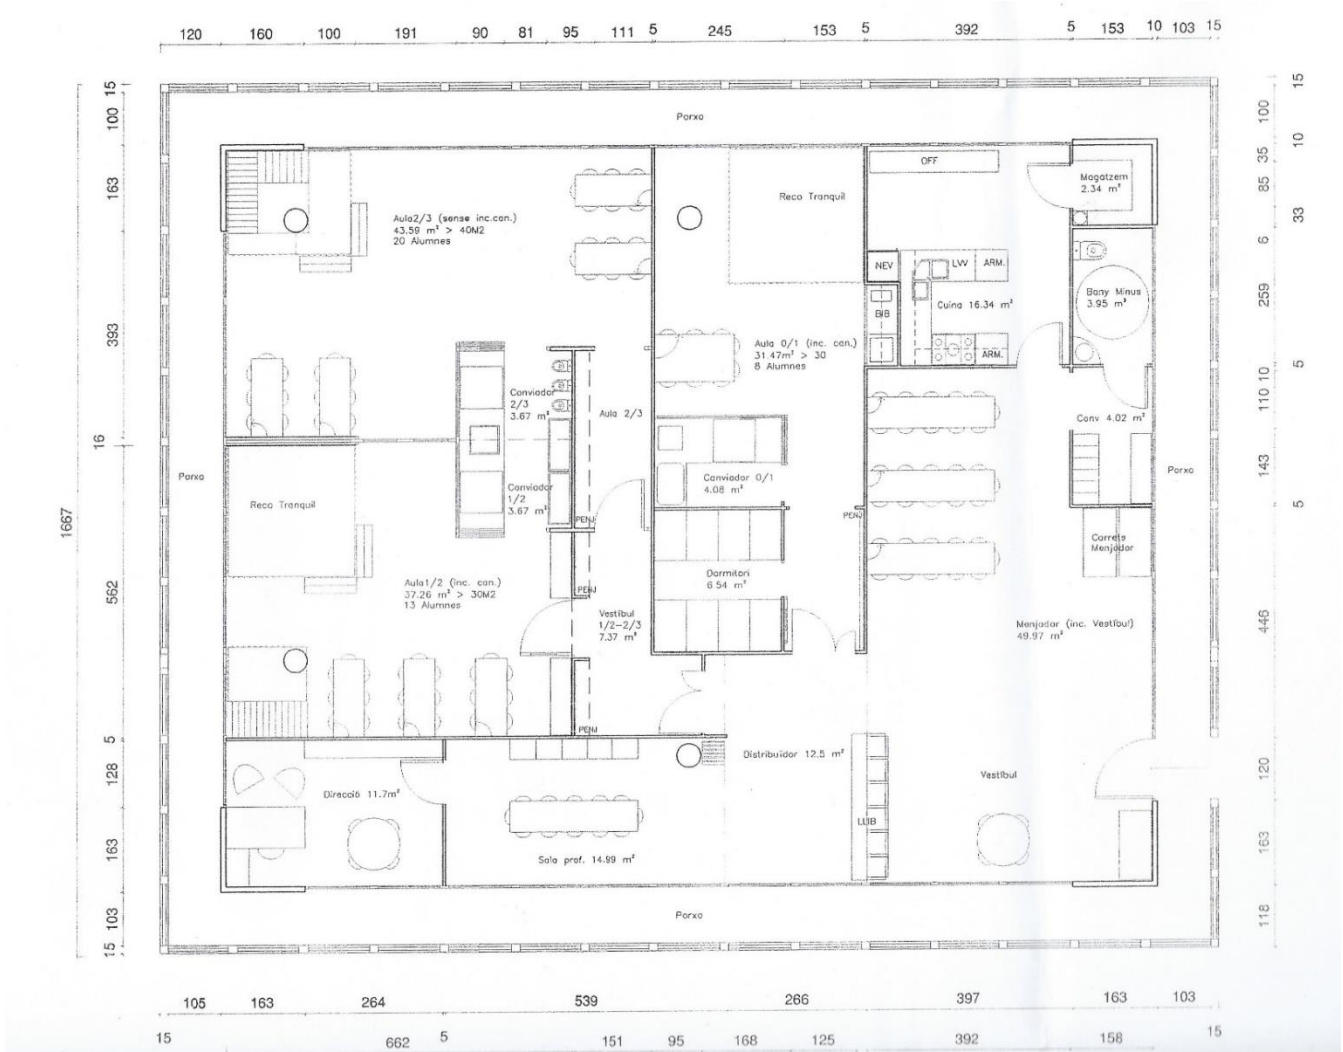 120 160 100 191 90 81 95 111 5 245 153 5 392 5 153 10 103 15
15
100
163
393
16
562
5
128
163
103
15
1667
15
100
10
35
85
33
6
259
5
10
110
143
5
446
120
163
118
Porxo
Porxo
Porxo
Porxo
Aula2/3 (sense inc.can.)
43.59 m² > 40M2
20 Alumnes
Reco Tranquil
OFF
Magatzem
2.34 m²
NEV
LVV
ARM.
BIB
Cuina 16.34 m²
ARM.
Bany Minus
3.95 m²
Aula 0/1 (inc. can.)
31.47m² > 30
8 Alumnes
Canviador
2/3
3.67 m²
Aula 2/3
Canv 4.02 m²
Canviador 0/1
4.08 m²
Canviador
1/2
3.67 m²
Reco Tranquil
PENJ
PENJ
Carrets
Menjador
Dormitori
6.54 m²
Aula1/2 (inc. can.)
37.26 m² > 30M2
13 Alumnes
PENJ
Vestíbul
1/2-2/3
7.37 m²
Menjador (inc. Vestíbul)
49.97 m²
PENJ
Distribuidor 12.5 m²
Vestíbul
Direcció 11.7m²
LLIB
Sala prof. 14.99 m²
105 163 264 539 266 397 163 103
15 662 5 151 95 168 125 392 158 15